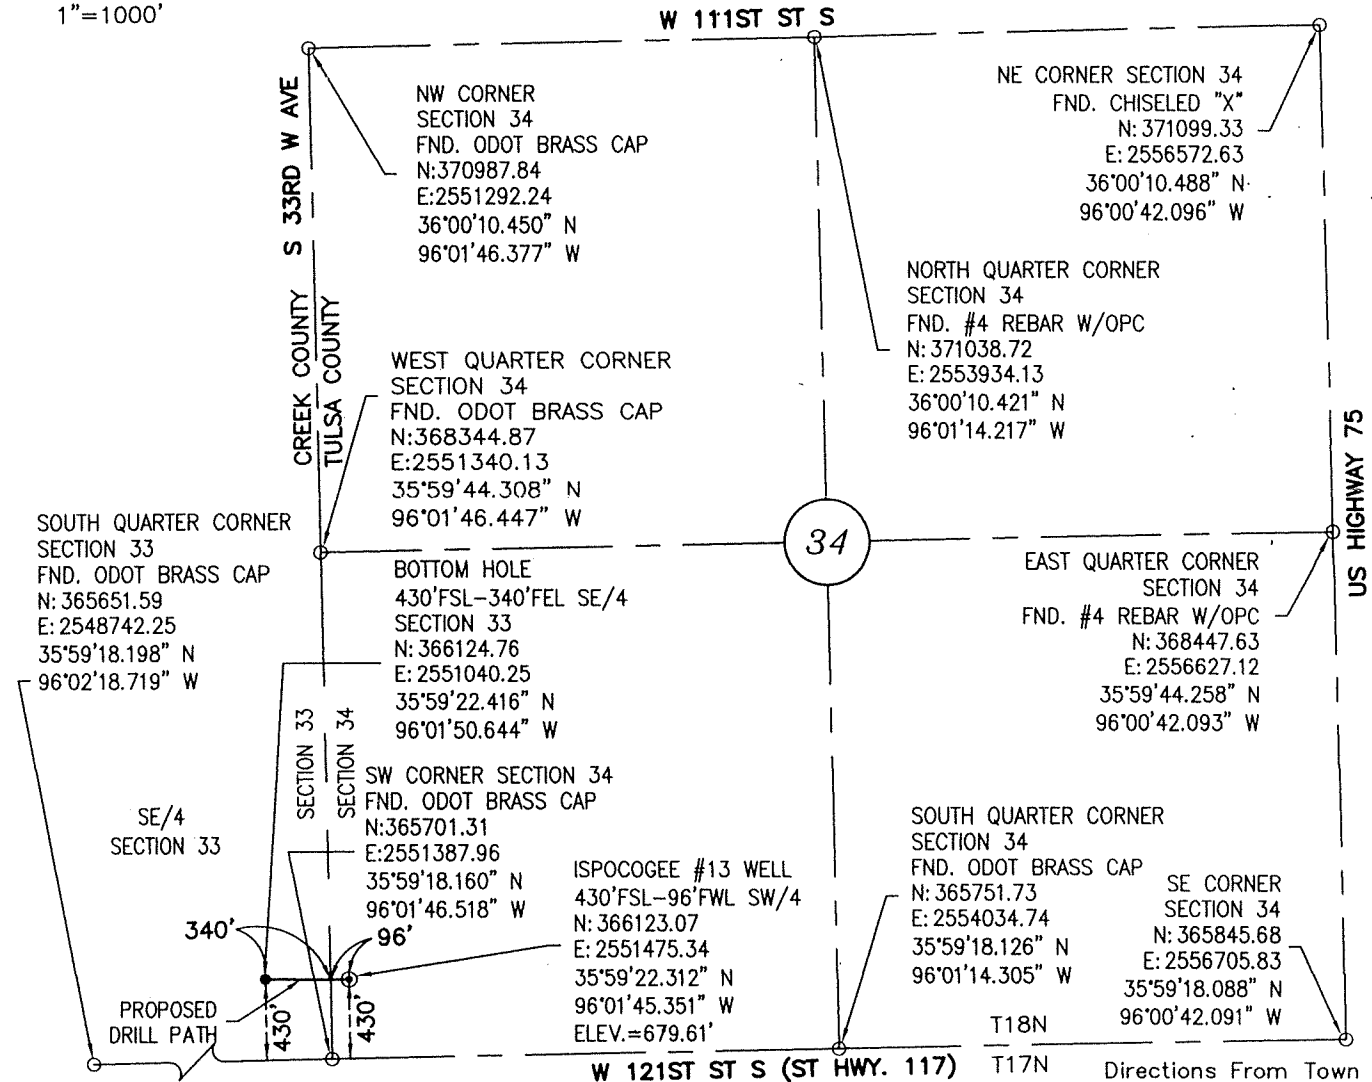 1"=1000'
W 111ST ST S
S 33RD W AVE
NW CORNER
SECTION 34
FND. ODOT BRASS CAP
N:370987.84
E:2551292.24
36°00'10.450" N
96°01'46.377" W
NE CORNER SECTION 34
FND. CHISELED "X"
N: 371099.33
E: 2556572.63
36°00'10.488" N
96°00'42.096" W
NORTH QUARTER CORNER
SECTION 34
FND. #4 REBAR W/OPC
N: 371038.72
E: 2553934.13
36°00'10.421" N
96°01'14.217" W
CREEK COUNTY
TULSA COUNTY
WEST QUARTER CORNER
SECTION 34
FND. ODOT BRASS CAP
N:368344.87
E:2551340.13
35°59'44.308" N
96°01'46.447" W
US HIGHWAY 75
34
SOUTH QUARTER CORNER
SECTION 33
FND. ODOT BRASS CAP
N: 365651.59
E: 2548742.25
35°59'18.198" N
96°02'18.719" W
BOTTOM HOLE
430'FSL-340'FEL SE/4
SECTION 33
N: 366124.76
E: 2551040.25
35°59'22.416" N
96°01'50.644" W
EAST QUARTER CORNER
SECTION 34
FND. #4 REBAR W/OPC
N: 368447.63
E: 2556627.12
35°59'44.258" N
96°00'42.093" W
SECTION 33
SECTION 34
SE/4
SECTION 33
SW CORNER SECTION 34
FND. ODOT BRASS CAP
N:365701.31
E:2551387.96
35°59'18.160" N
96°01'46.518" W
ISPOCOGEE #13 WELL
430'FSL-96'FWL SW/4
N: 366123.07
E: 2551475.34
35°59'22.312" N
96°01'45.351" W
ELEV.=679.61'
SOUTH QUARTER CORNER
SECTION 34
FND. ODOT BRASS CAP
N: 365751.73
E: 2554034.74
35°59'18.126" N
96°01'14.305" W
SE CORNER
SECTION 34
N: 365845.68
E: 2556705.83
35°59'18.088" N
96°00'42.091" W
340'
96'
PROPOSED
DRILL PATH
430'
430'
W 121ST ST S (ST HWY. 117)
T18N
T17N
Directions From Town